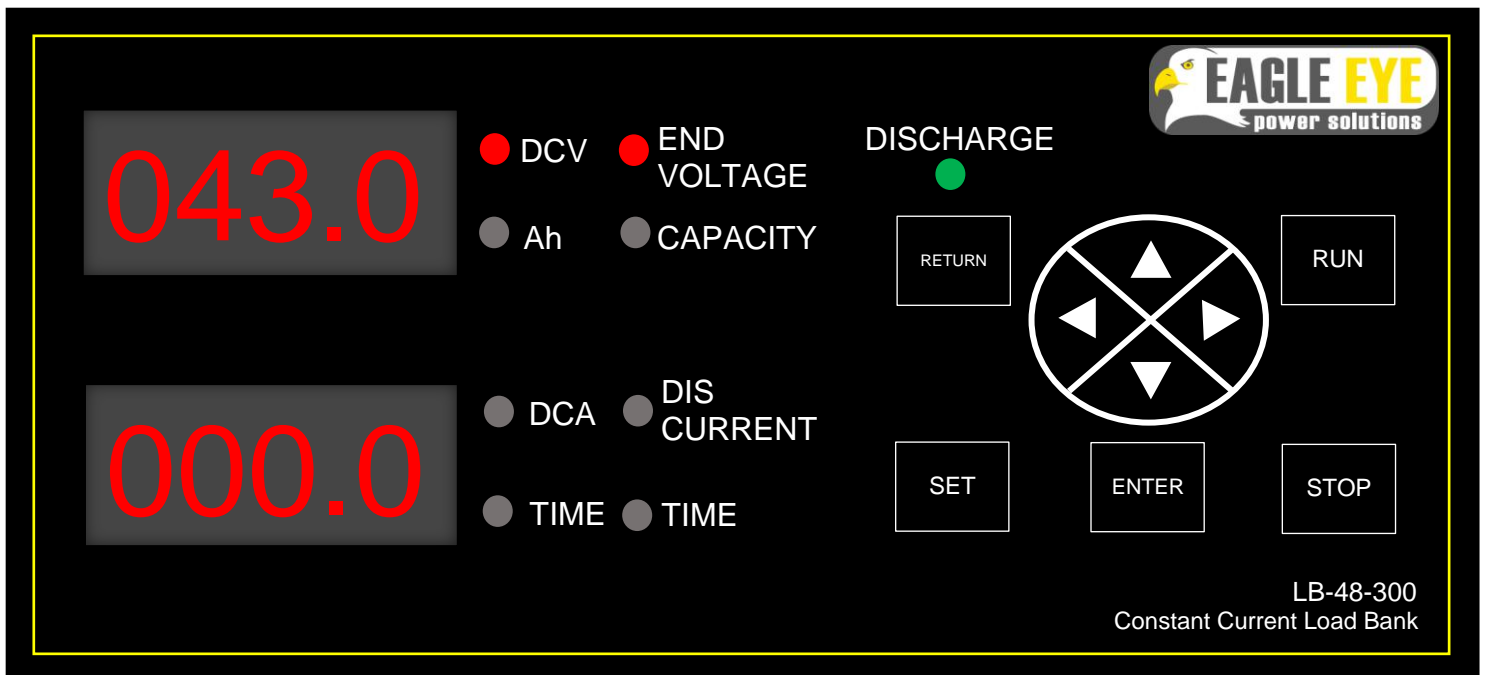 EAGLE EYE
power solutions
043.0
DCV
END
VOLTAGE
Ah
CAPACITY
DISCHARGE
RETURN
RUN
000.0
DCA
DIS
CURRENT
TIME
TIME
SET
ENTER
STOP
LB-48-300
Constant Current Load Bank